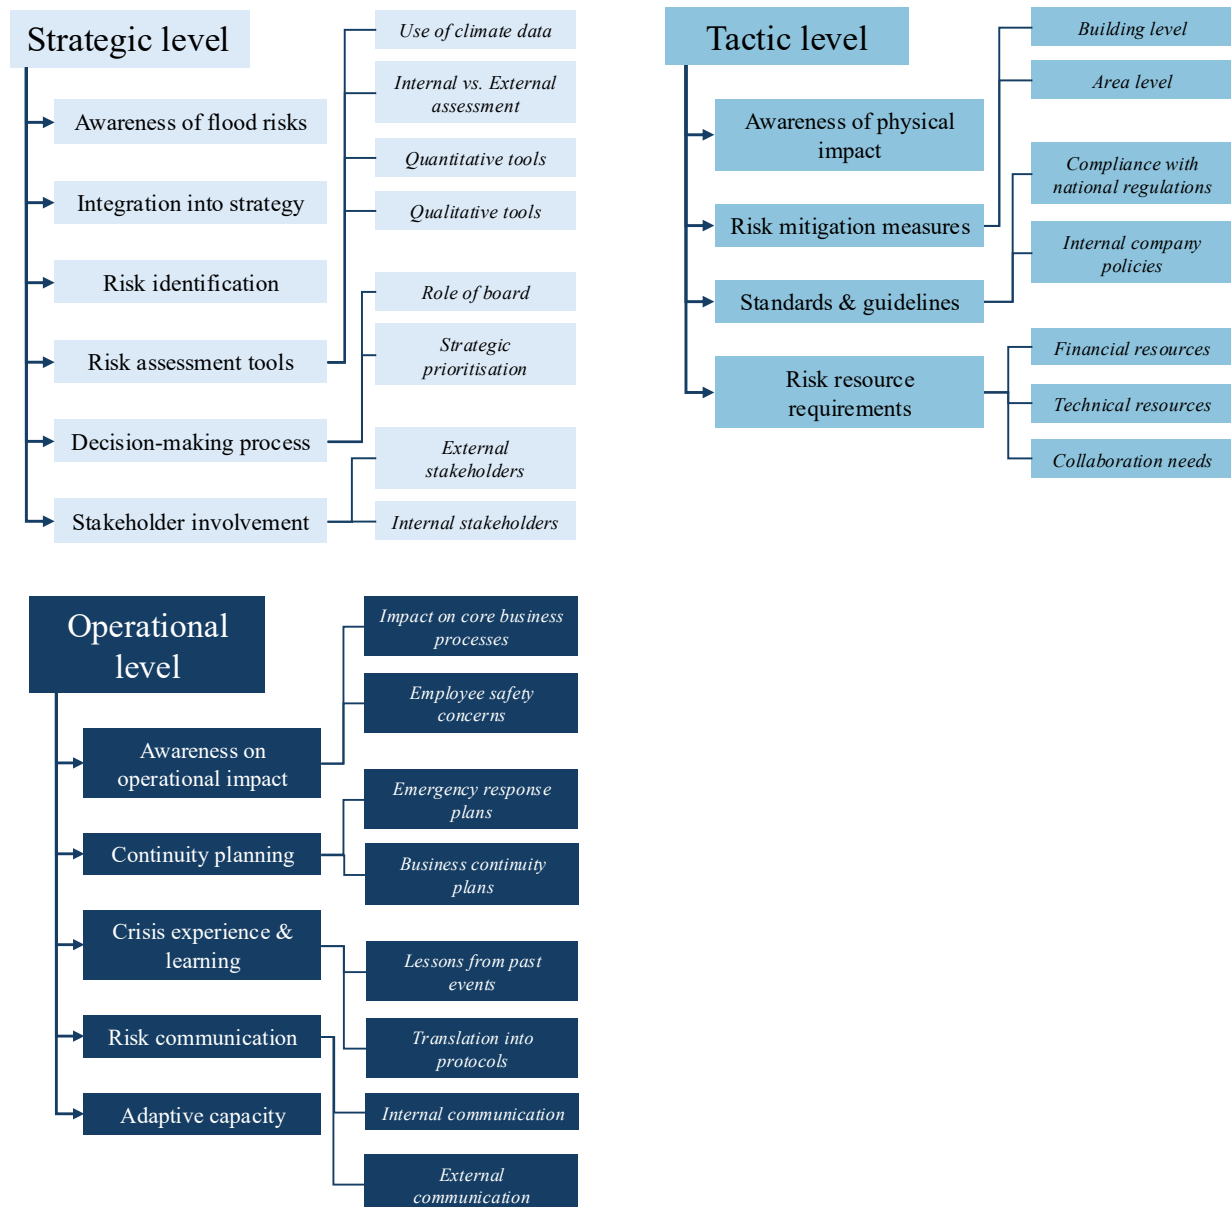 Strategic level
Awareness of flood risks
Integration into strategy
Risk identification
Risk assessment tools
Decision-making process
Stakeholder involvement
Use of climate data
Internal vs. External
assessment
Quantitative tools
Qualitative tools
Role of board
Strategic
prioritisation
External
stakeholders
Internal stakeholders
Tactic level
Awareness of physical
impact
Risk mitigation measures
Standards & guidelines
Risk resource
requirements
Building level
Area level
Compliance with
national regulations
Internal company
policies
Financial resources
Technical resources
Collaboration needs
Operational
level
Awareness on
operational impact
Continuity planning
Crisis experience &
learning
Risk communication
Adaptive capacity
Impact on core business
processes
Employee safety
concerns
Emergency response
plans
Business continuity
plans
Lessons from past
events
Translation into
protocols
Internal communication
External
communication